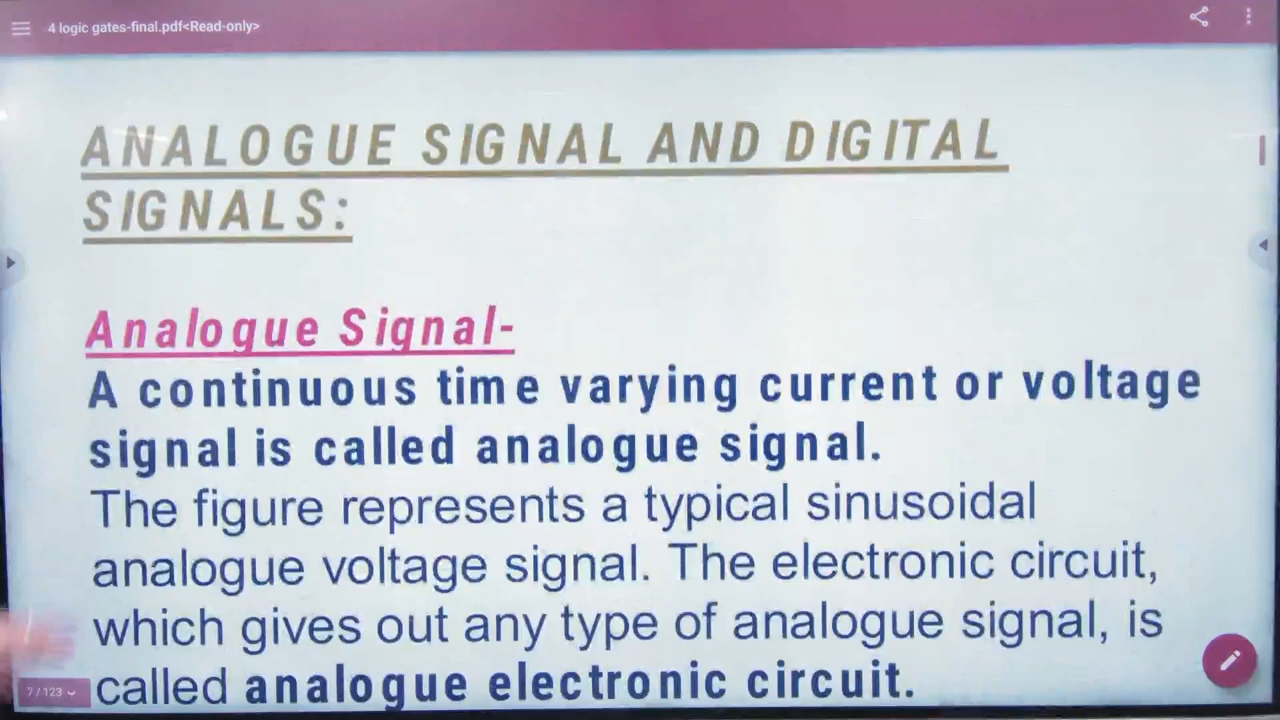 4 logic gates-final.pdf<Read-only>
ANALOGUE SIGNAL AND DIGITAL
SIGNALS:
Analogue Signal-
A continuous time varying current or voltage
signal is called analogue signal.
The figure represents a typical sinusoidal
analogue voltage signal. The electronic circuit,
which gives out any type of analogue signal, is
called analogue electronic circuit.
7 / 123